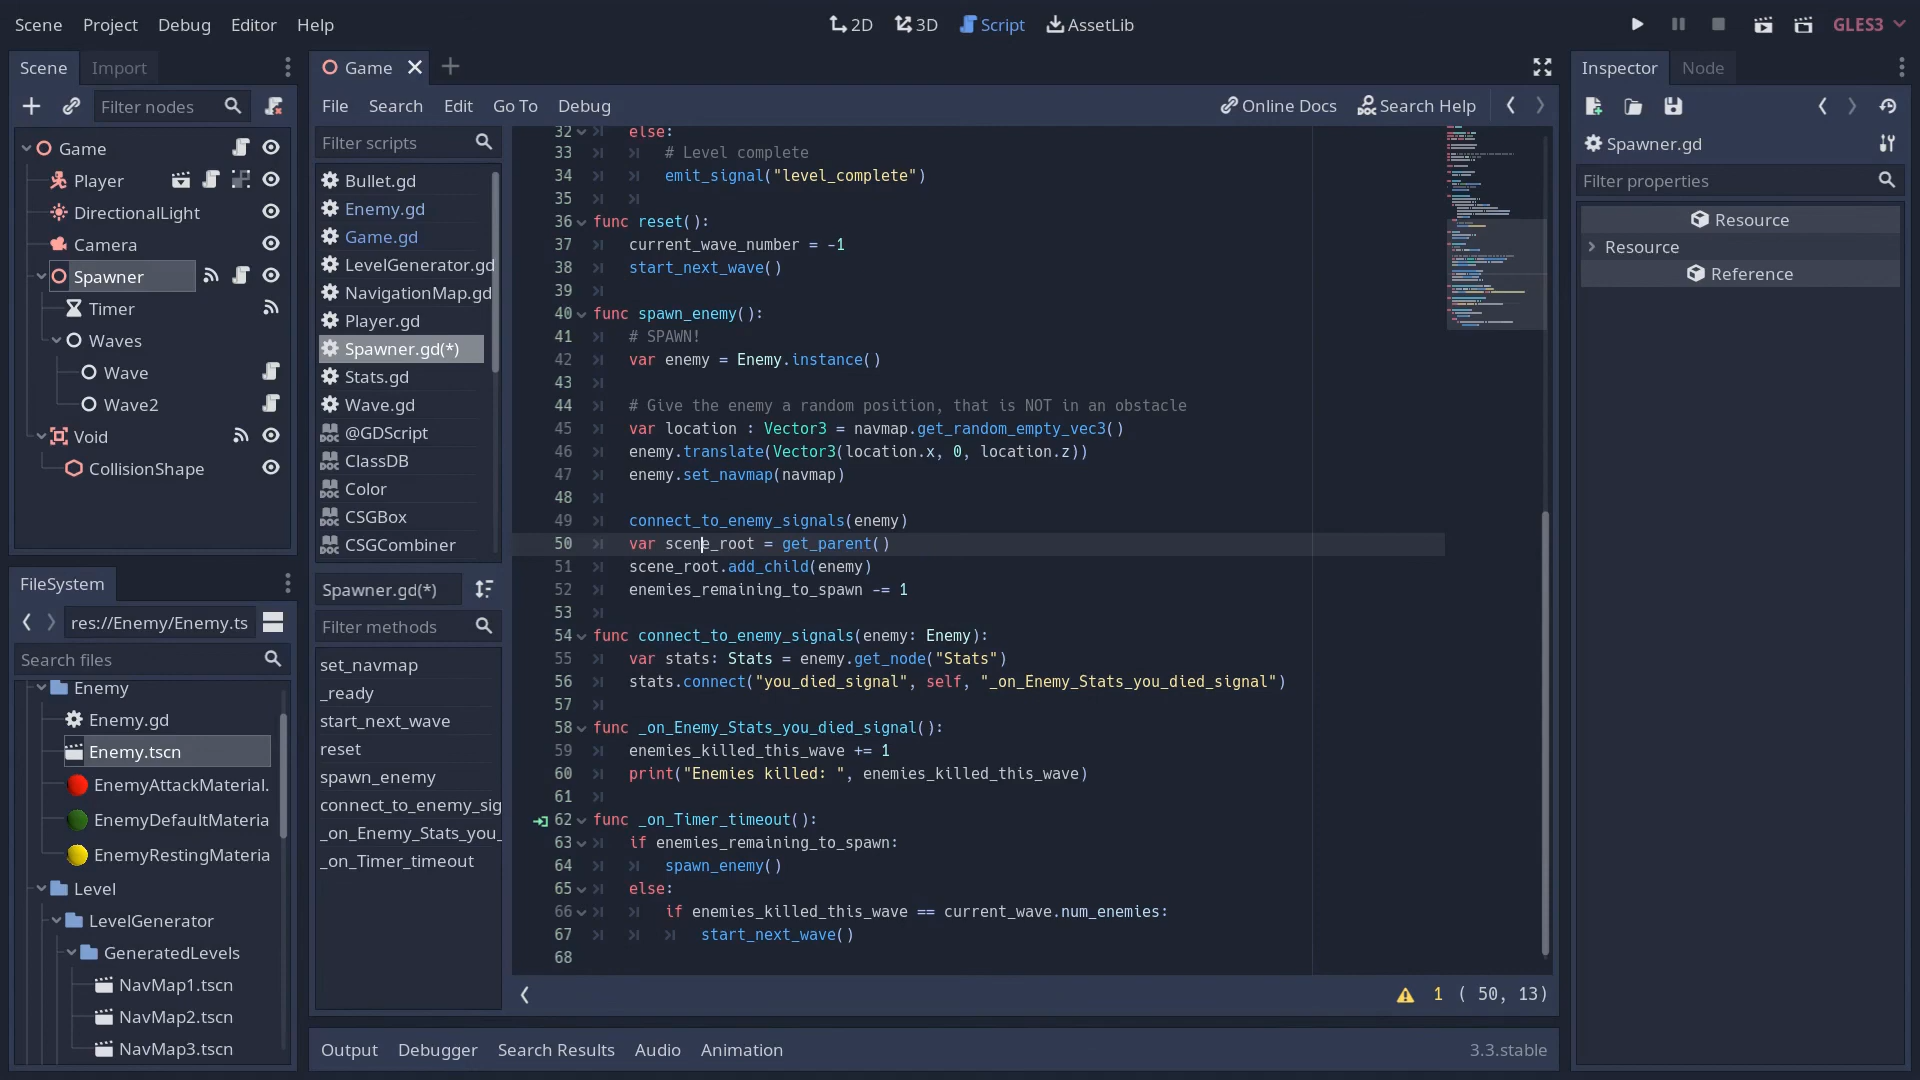 Scene Project Debug Editor Help
2D 3D Script AssetLib
GLES3
Scene Import
Filter nodes
Game
Player
DirectionalLight
Camera
Spawner
Timer
Waves
Wave
Wave2
Void
CollisionShape
FileSystem
res://Enemy/Enemy.ts
Search files
Enemy
Enemy.gd
Enemy.tscn
EnemyAttackMaterial.
EnemyDefaultMateria
EnemyRestingMateria
Level
LevelGenerator
GeneratedLevels
NavMap1.tscn
NavMap2.tscn
NavMap3.tscn
Game
File Search Edit Go To Debug
Online Docs Search Help
Filter scripts
Bullet.gd
Enemy.gd
Game.gd
LevelGenerator.gd
NavigationMap.gd
Player.gd
Spawner.gd(*)
Stats.gd
Wave.gd
@GDScript
ClassDB
Color
CSGBox
CSGCombiner
Spawner.gd(*)
Filter methods
set_navmap
_ready
start_next_wave
reset
spawn_enemy
connect_to_enemy_sig
_on_Enemy_Stats_you_
_on_Timer_timeout
32 else:
33 # Level complete
34 emit_signal("level_complete")
35
36 func reset():
37 current_wave_number = -1
38 start_next_wave()
39
40 func spawn_enemy():
41 # SPAWN!
42 var enemy = Enemy.instance()
43
44 # Give the enemy a random position, that is NOT in an obstacle
45 var location : Vector3 = navmap.get_random_empty_vec3()
46 enemy.translate(Vector3(location.x, 0, location.z))
47 enemy.set_navmap(navmap)
48
49 connect_to_enemy_signals(enemy)
50 var scene_root = get_parent()
51 scene_root.add_child(enemy)
52 enemies_remaining_to_spawn -= 1
53
54 func connect_to_enemy_signals(enemy: Enemy):
55 var stats: Stats = enemy.get_node("Stats")
56 stats.connect("you_died_signal", self, "_on_Enemy_Stats_you_died_signal")
57
58 func _on_Enemy_Stats_you_died_signal():
59 enemies_killed_this_wave += 1
60 print("Enemies killed: ", enemies_killed_this_wave)
61
62 func _on_Timer_timeout():
63 if enemies_remaining_to_spawn:
64 spawn_enemy()
65 else:
66 if enemies_killed_this_wave == current_wave.num_enemies:
67 start_next_wave()
68
1 ( 50, 13)
Output Debugger Search Results Audio Animation
3.3.stable
Inspector Node
Spawner.gd
Filter properties
Resource
Resource
Reference